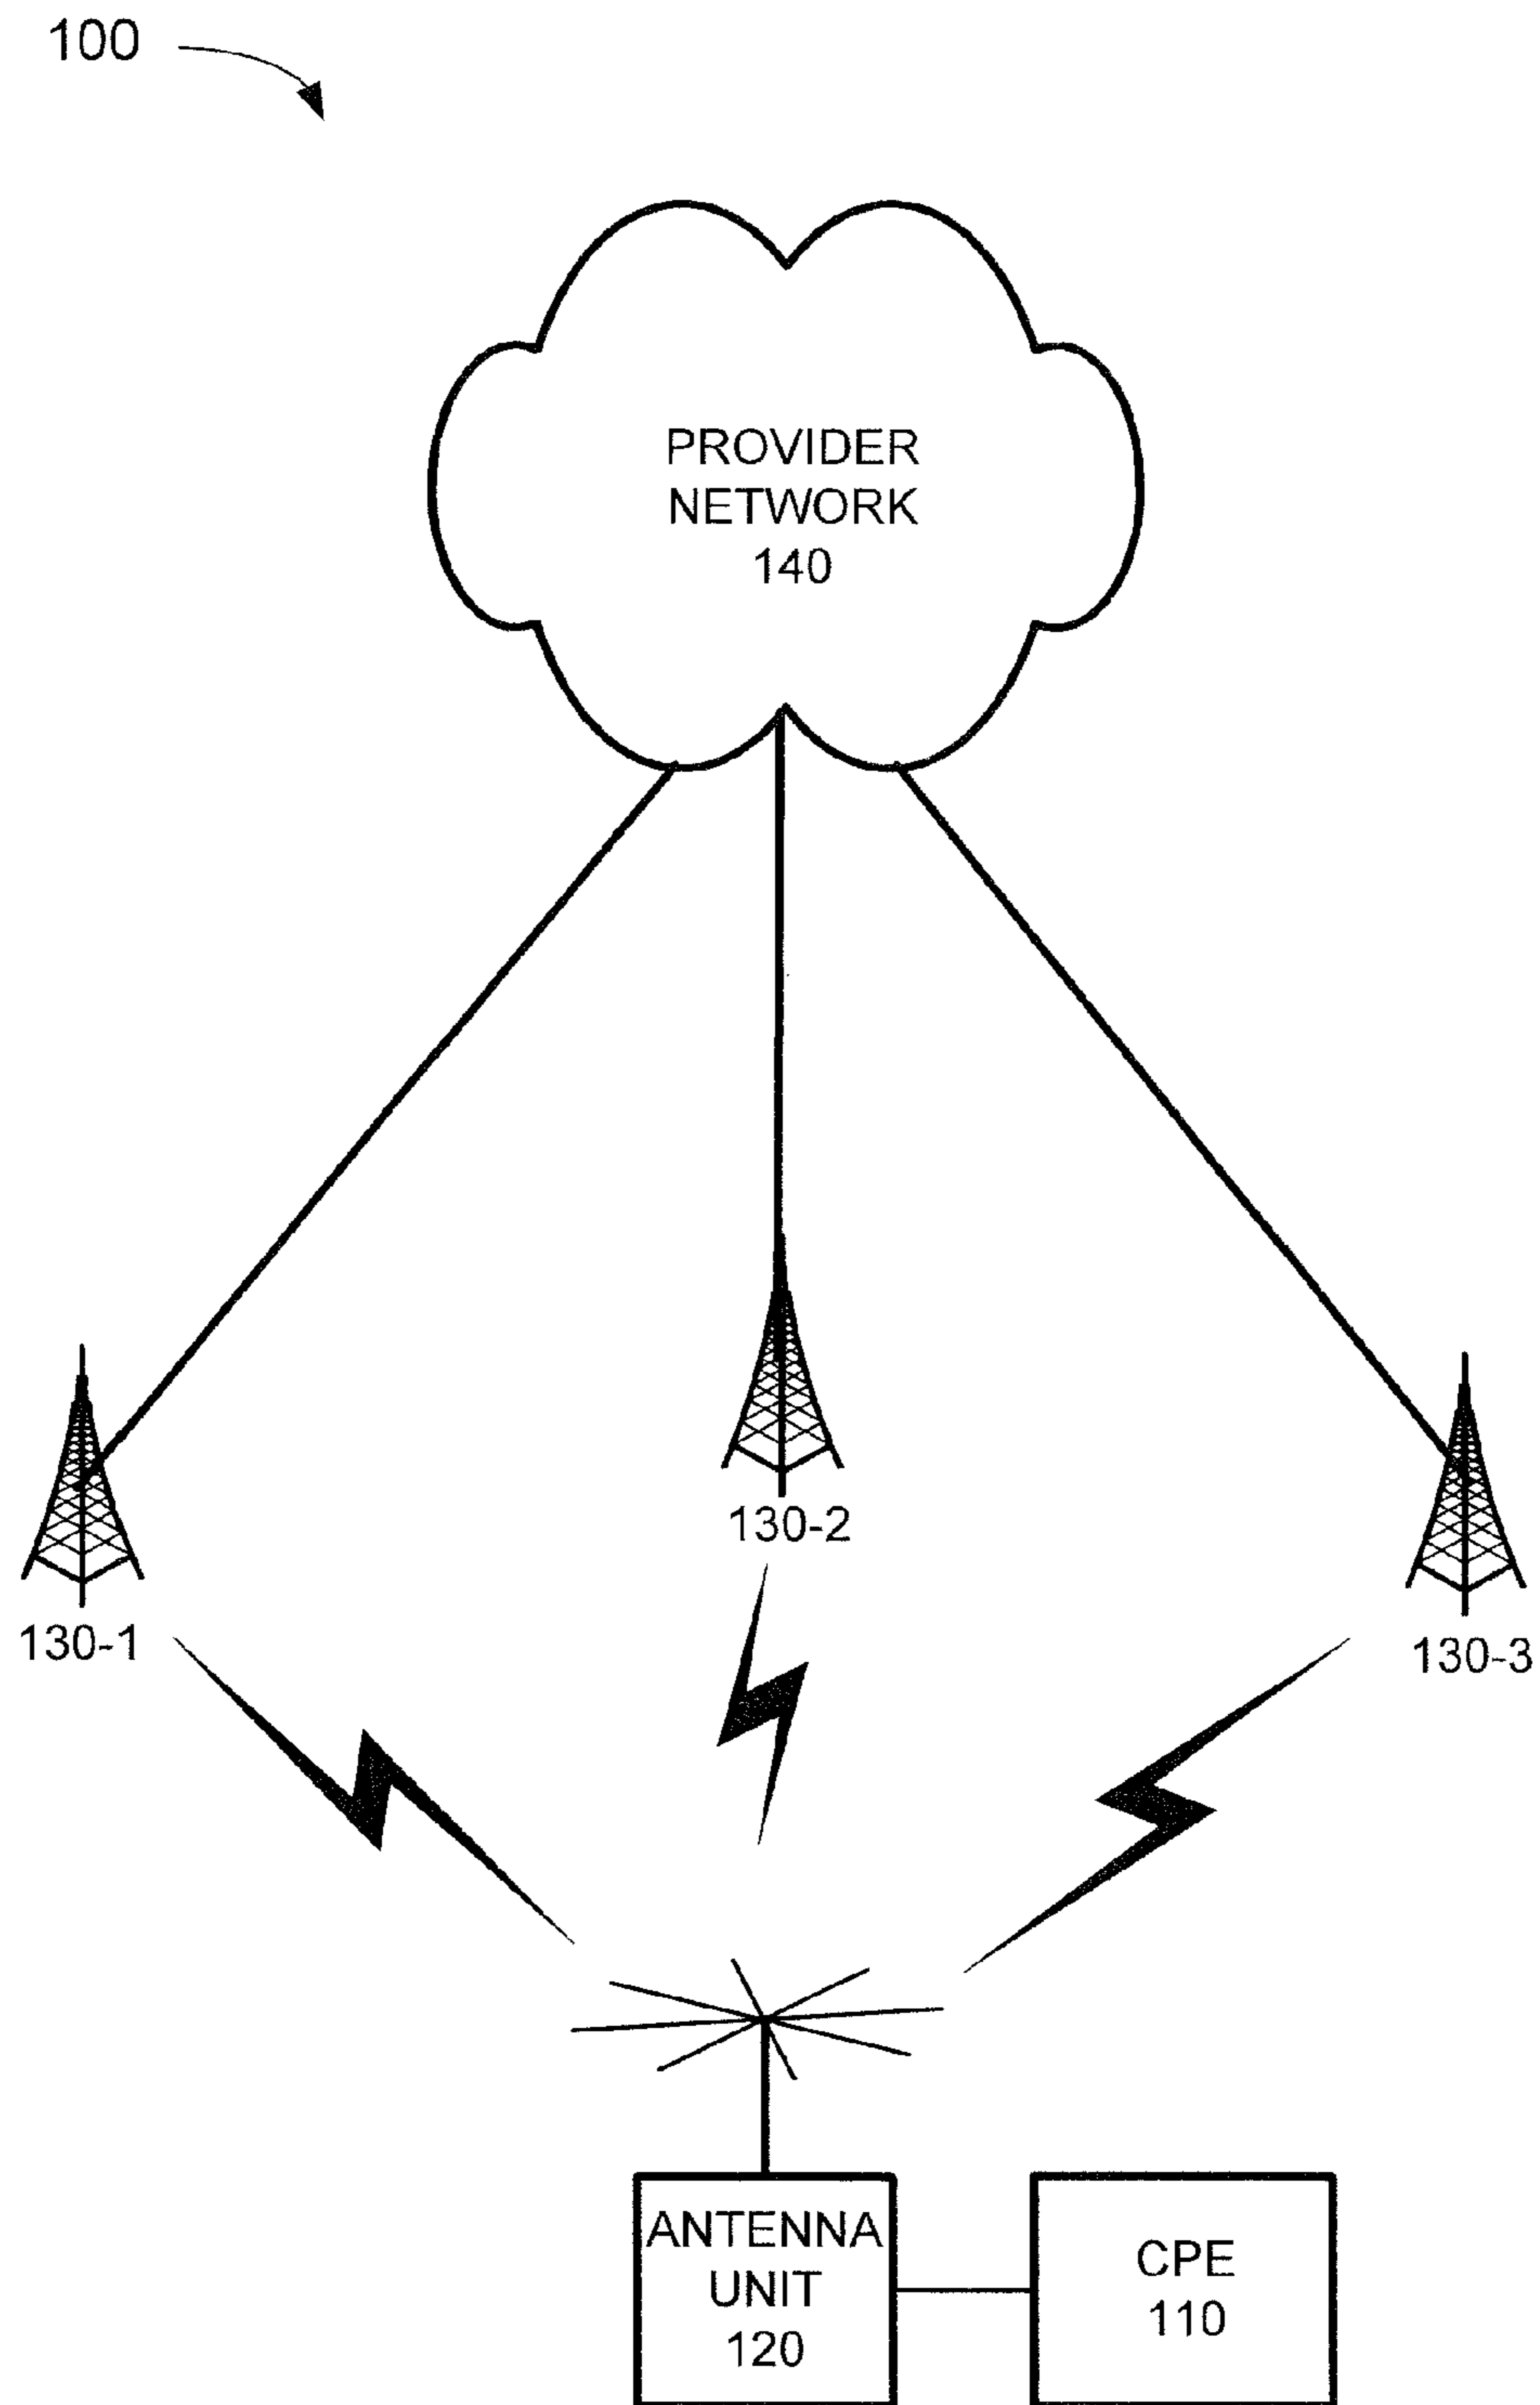 100
PROVIDER
NETWORK
140
130-2
130-1
130-3
ANTENNA
UNIT
120
CPE
110